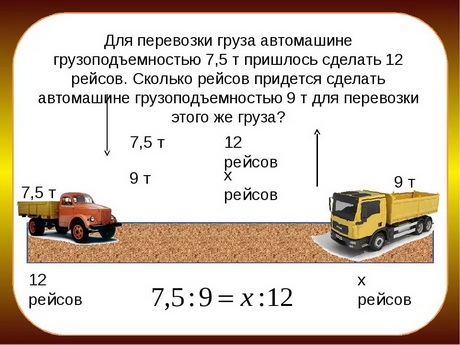 Для перевозки груза автомашине
грузоподъемностью 7,5 т пришлось сделать 12
рейсов. Сколько рейсов придется сделать
автомашине грузоподъемностью 9 т для перевозки
этого же груза?
7,5 т
12
рейсов
9 т
х
рейсов
7,5 т
9 т
12
рейсов
7,5 : 9 = x : 12
х
рейсов